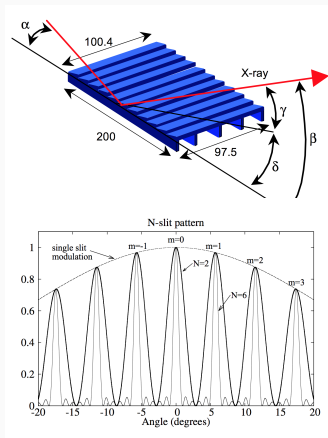 α
100.4
X-ray
γ
β
200
97.5
δ
N-slit pattern
m=0
1
single slit
modulation
m=-1
m=1
N=2
m=2
0.8
N=6
m=3
0.6
0.4
0.2
0
-20 -15 -10 -5 0 5 10 15 20
Angle (degrees)